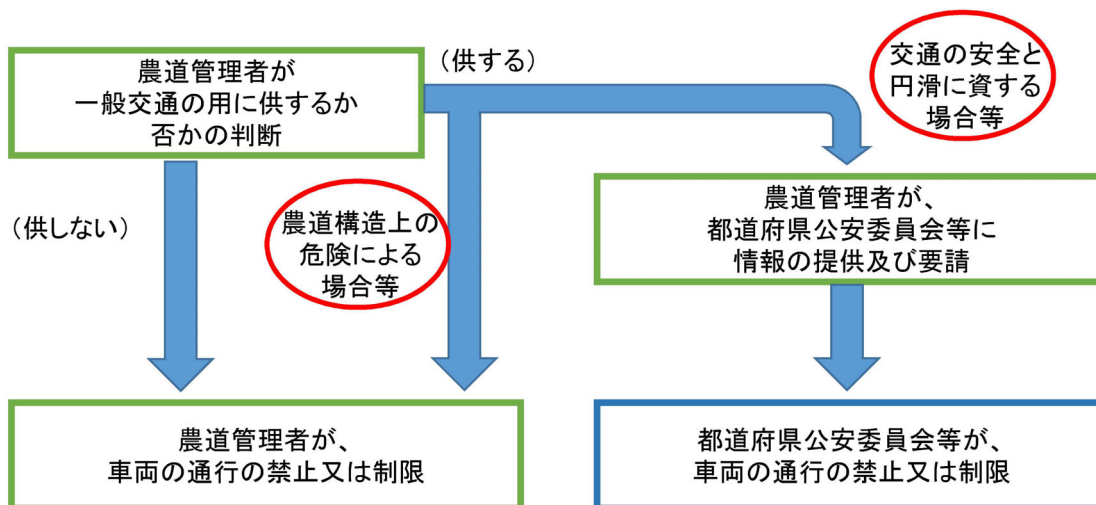 農道管理者が
一般交通の用に供するか
否かの判断
（供する）
交通の安全と
円滑に資する
場合等
（供しない）
農道構造上の
危険による
場合等
農道管理者が、
都道府県公安委員会等に
情報の提供及び要請
農道管理者が、
車両の通行の禁止又は制限
都道府県公安委員会等が、
車両の通行の禁止又は制限